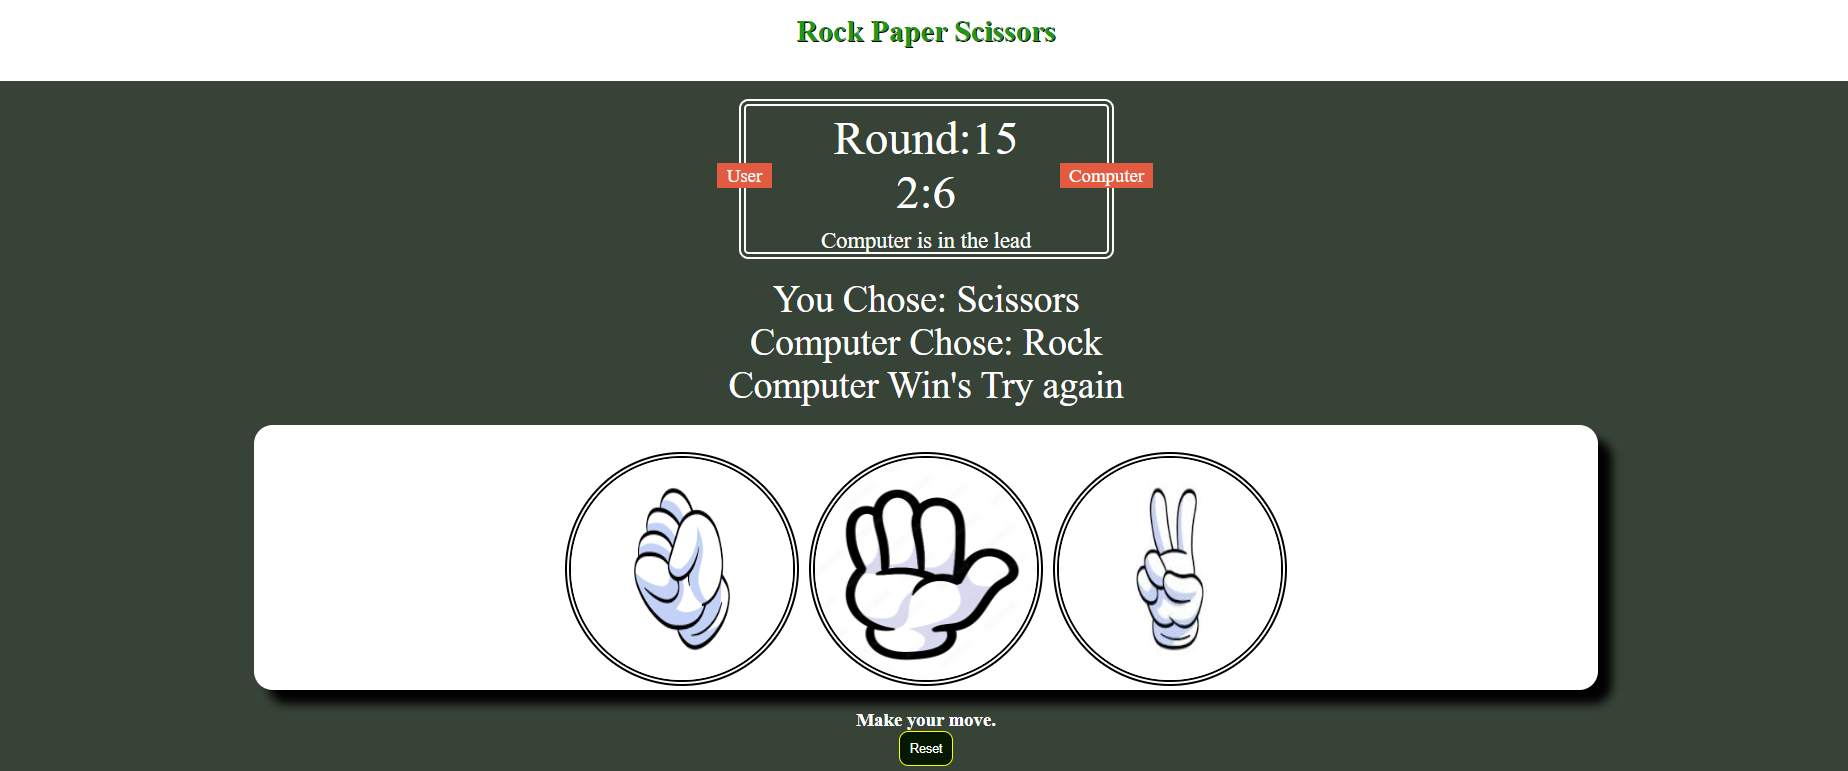 Rock Paper Scissors
Round:15
User
Computer
2:6
Computer is in the lead
You Chose: Scissors
Computer Chose: Rock
Computer Win's Try again
Make your move.
Reset